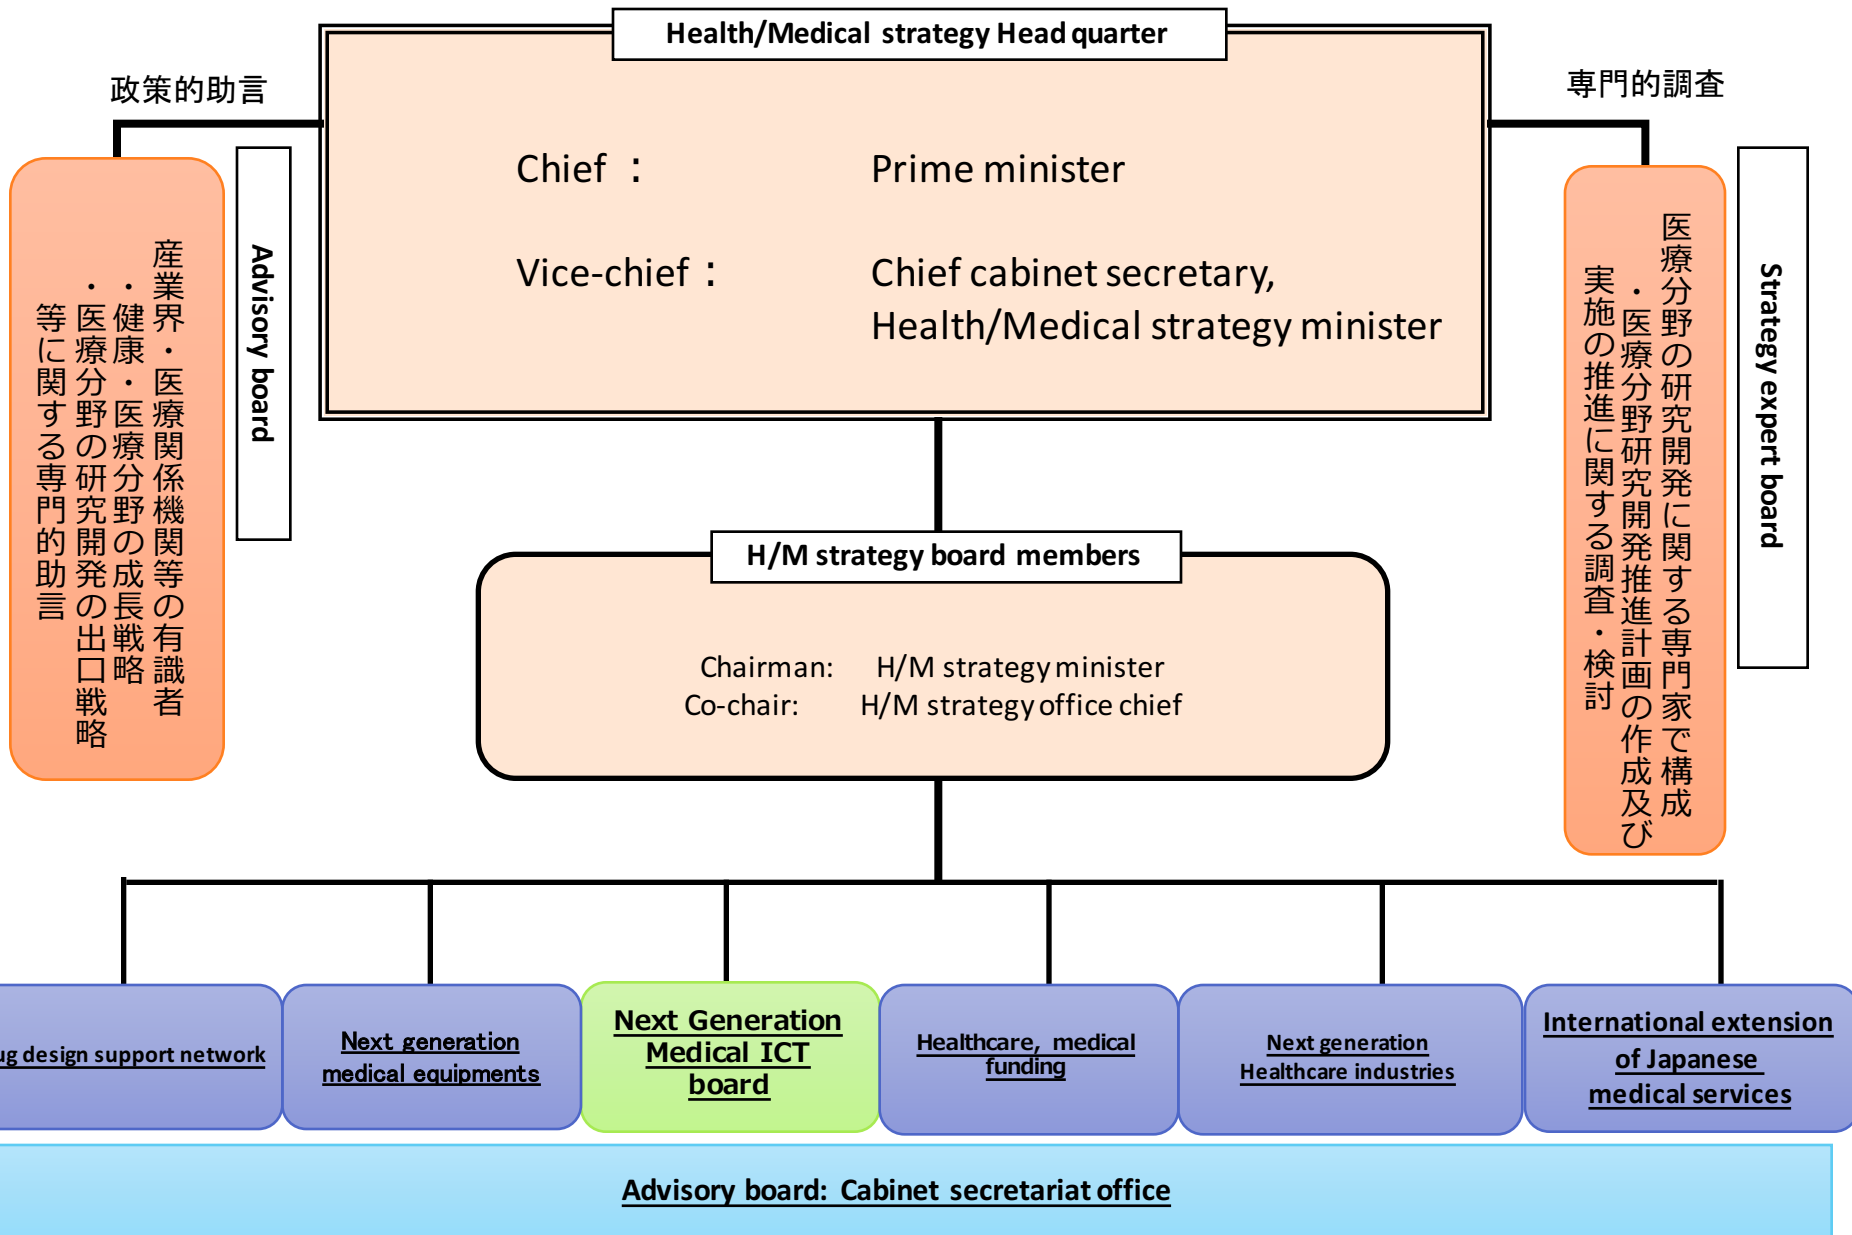 Health/Medical strategy Head quarter
政策的助言
専門的調査
Chief : Prime minister
Vice-chief : Chief cabinet secretary,
Health/Medical strategy minister
Advisory board
産業界・医療関係機関等の有識者
・健康・医療分野の成長戦略
・医療分野の研究開発の出口戦略
等に関する専門的助言
Strategy expert board
医療分野の研究開発に関する専門家で構成
・医療分野研究開発推進計画の作成及び
実施の推進に関する調査・検討
H/M strategy board members
Chairman: H/M strategy minister
Co-chair: H/M strategy office chief
design support network
Next generation
medical equipments
Next Generation
Medical ICT
board
Healthcare, medical
funding
Next generation
Healthcare industries
International extension
of Japanese
medical services
Advisory board: Cabinet secretariat office